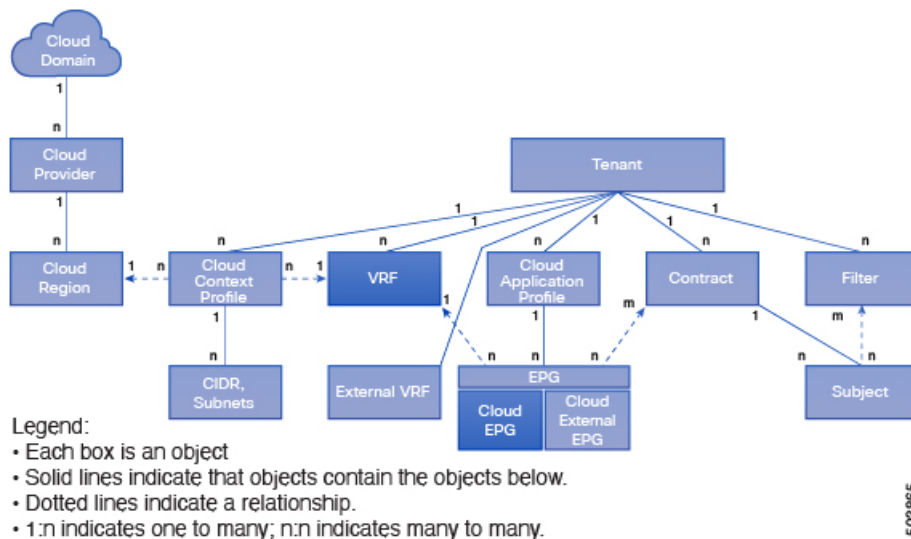 Cloud
Domain
1
n
Cloud
Provider
Tenant
1
n
1
1
1
1
1
n
n
n
n
n
Cloud
Region
1
n
Cloud
Context
Profile
n
1
VRF
Cloud
Application
Profile
Contract
Filter
1
1
1
m
1
m
n
n
n
n
n
n
CIDR,
Subnets
External VRF
EPG
Cloud
EPG
Cloud
External
EPG
Subject
Legend:
• Each box is an object
• Solid lines indicate that objects contain the objects below.
• Dotted lines indicate a relationship.
• 1:n indicates one to many; n:n indicates many to many.